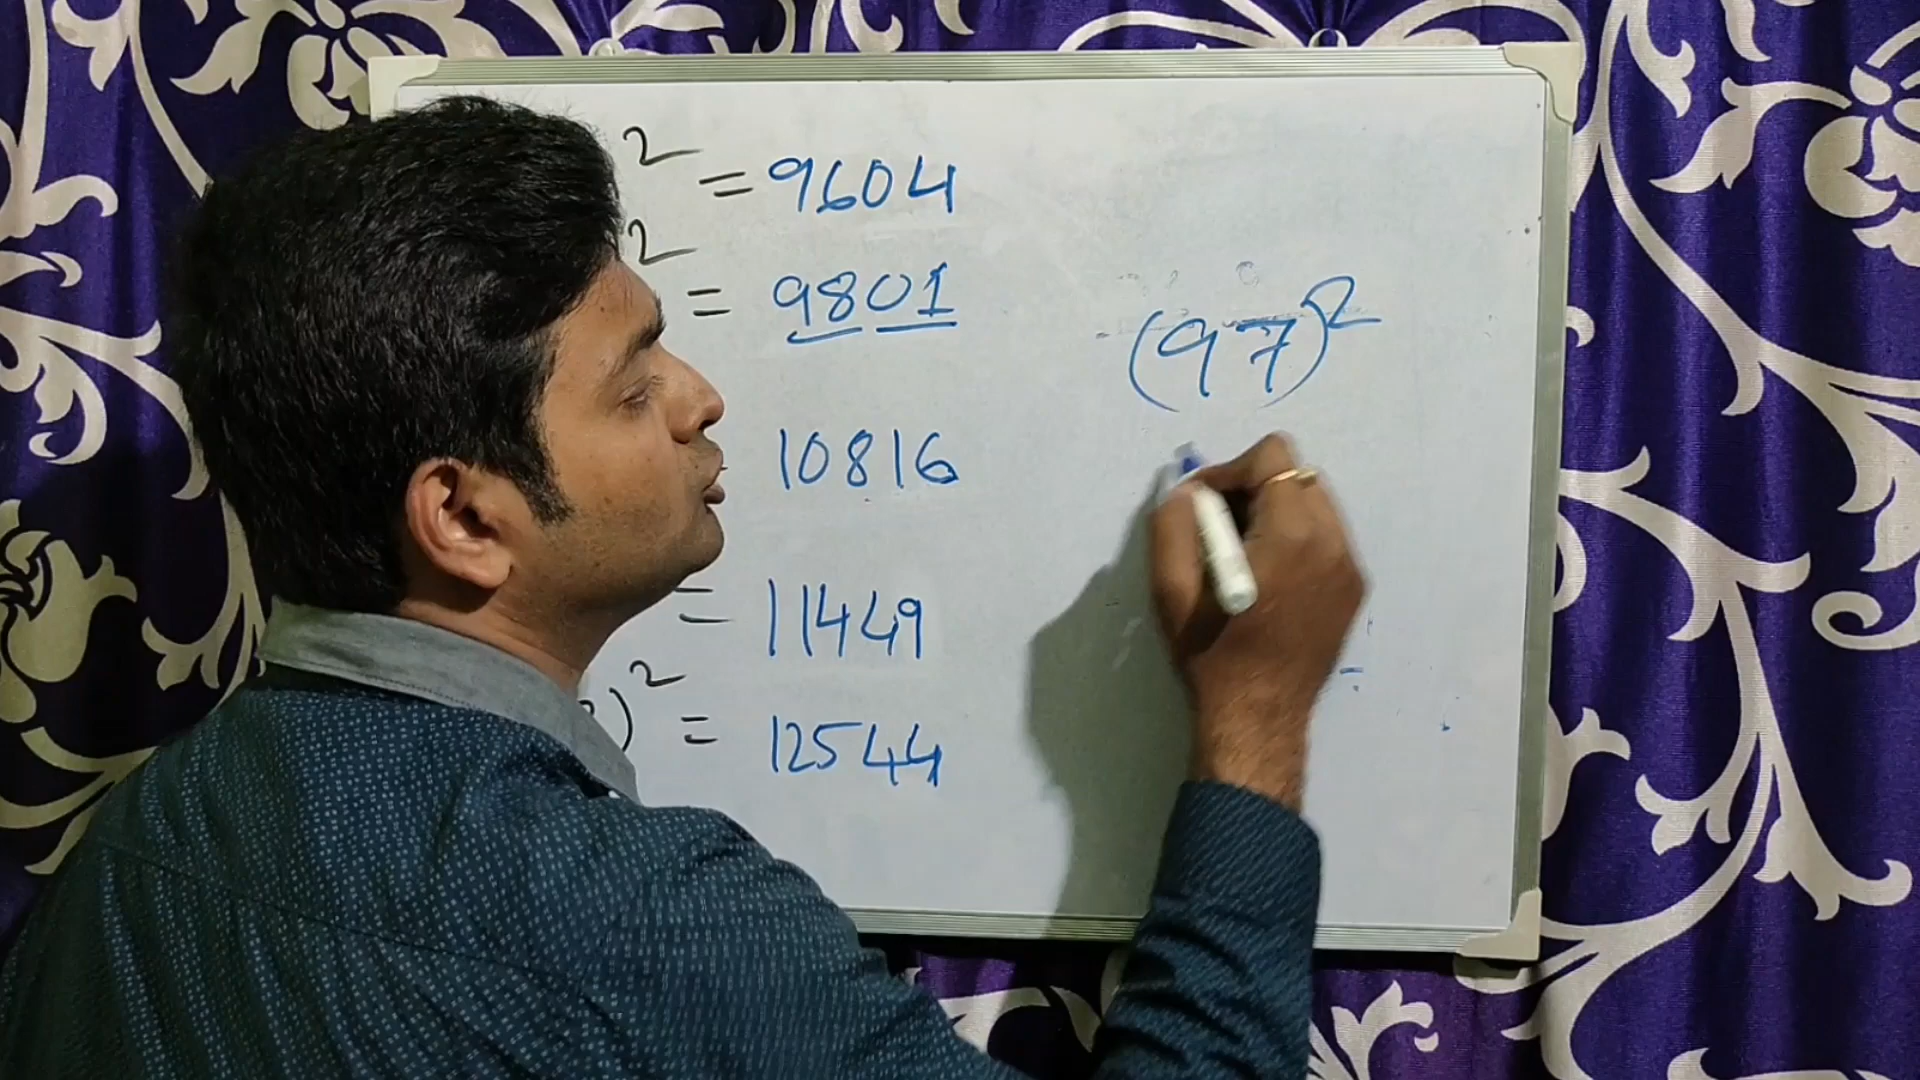 ² = 9604
² = 9801
(97)²
10816
= 11449
)² = 12544